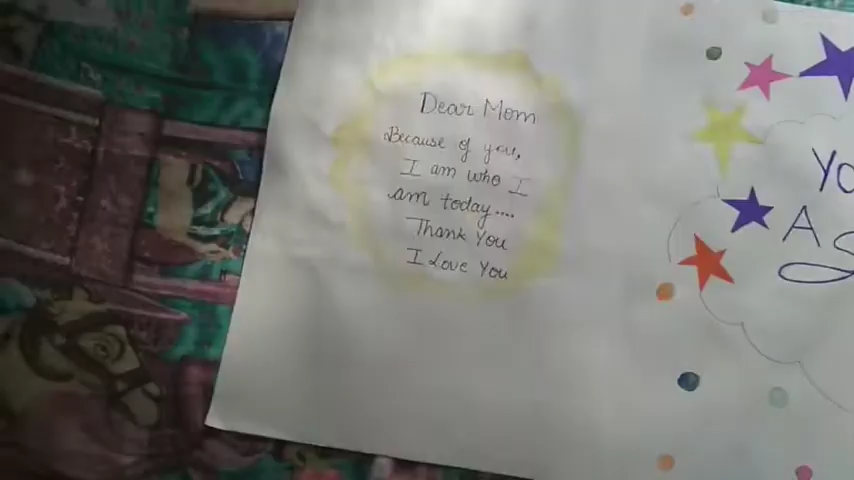 Dear Mom
Because of you,
I am who I
am today....
Thank You
I Love You